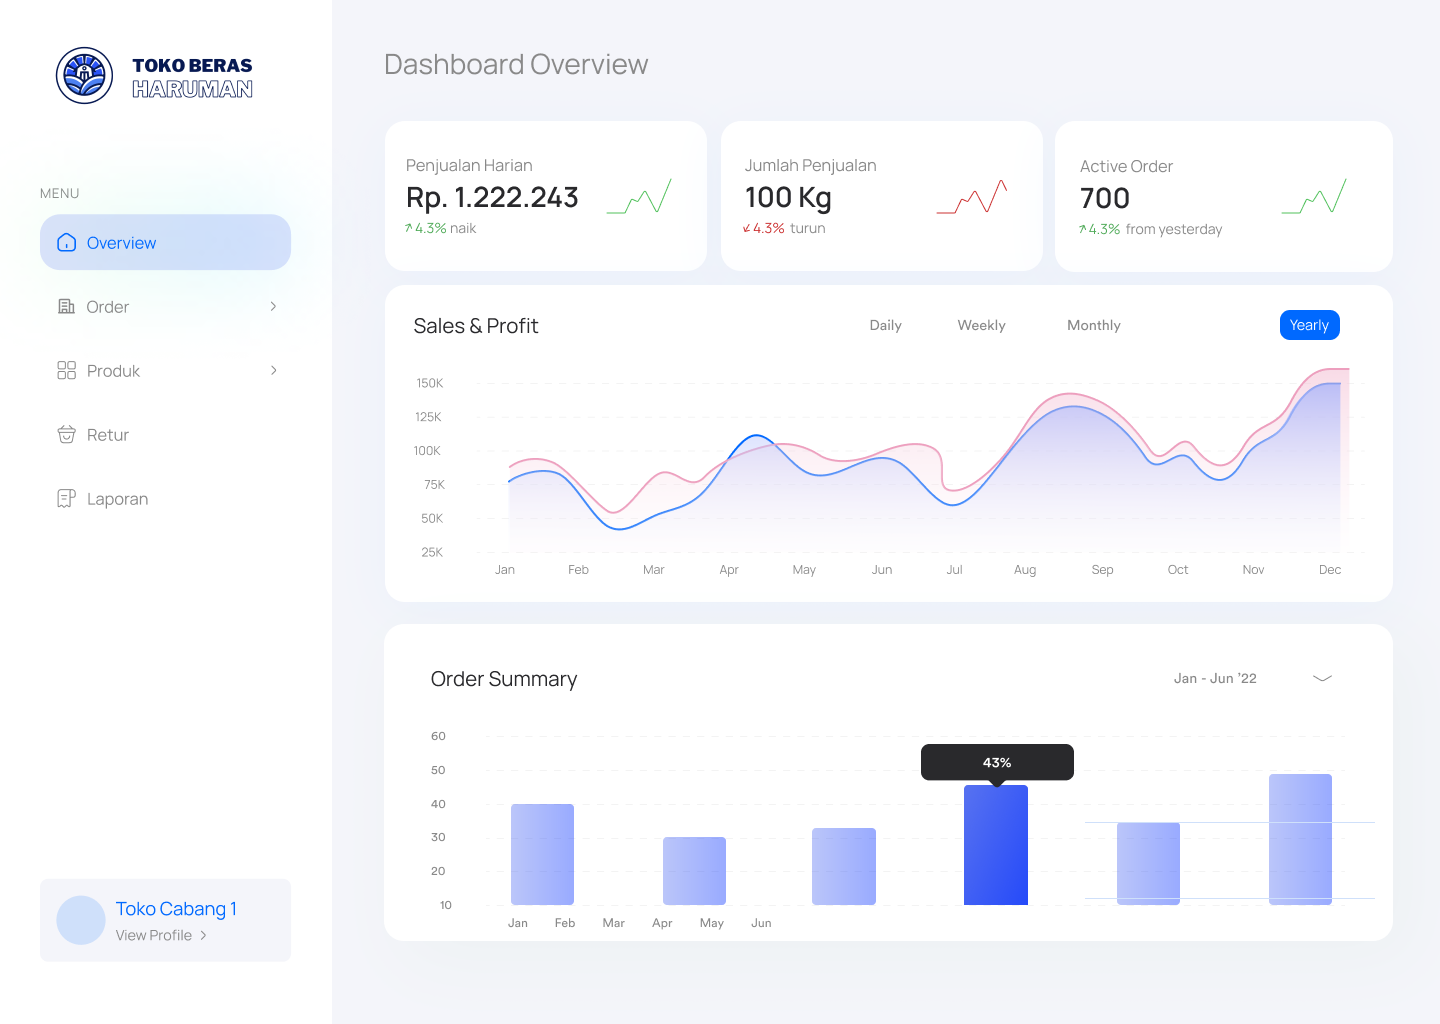 TOKO BERAS
HARUMAN
MENU
Overview
Order
Produk
Retur
Laporan
Toko Cabang 1
View Profile
Dashboard Overview
Penjualan Harian
Rp. 1.222.243
4.3% naik
Jumlah Penjualan
100 Kg
4.3% turun
Active Order
700
4.3% from yesterday
Sales & Profit
Daily Weekly Monthly Yearly
150K
125K
100K
75K
50K
25K
Jan Feb Mar Apr May Jun Jul Aug Sep Oct Nov Dec
Order Summary
Jan - Jun ’22
60
50
40
30
20
10
43%
Jan Feb Mar Apr May Jun